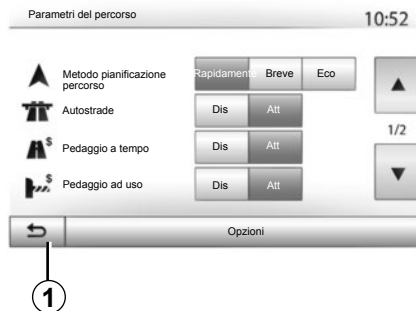 Parametri del percorso
10:52
Metodo pianificazione
percorso
Rapidamente Breve Eco
Autostrade
Dis Att
$
Pedaggio a tempo
Dis Att
1/2
$
Pedaggio ad uso
Dis Att
Opzioni
1